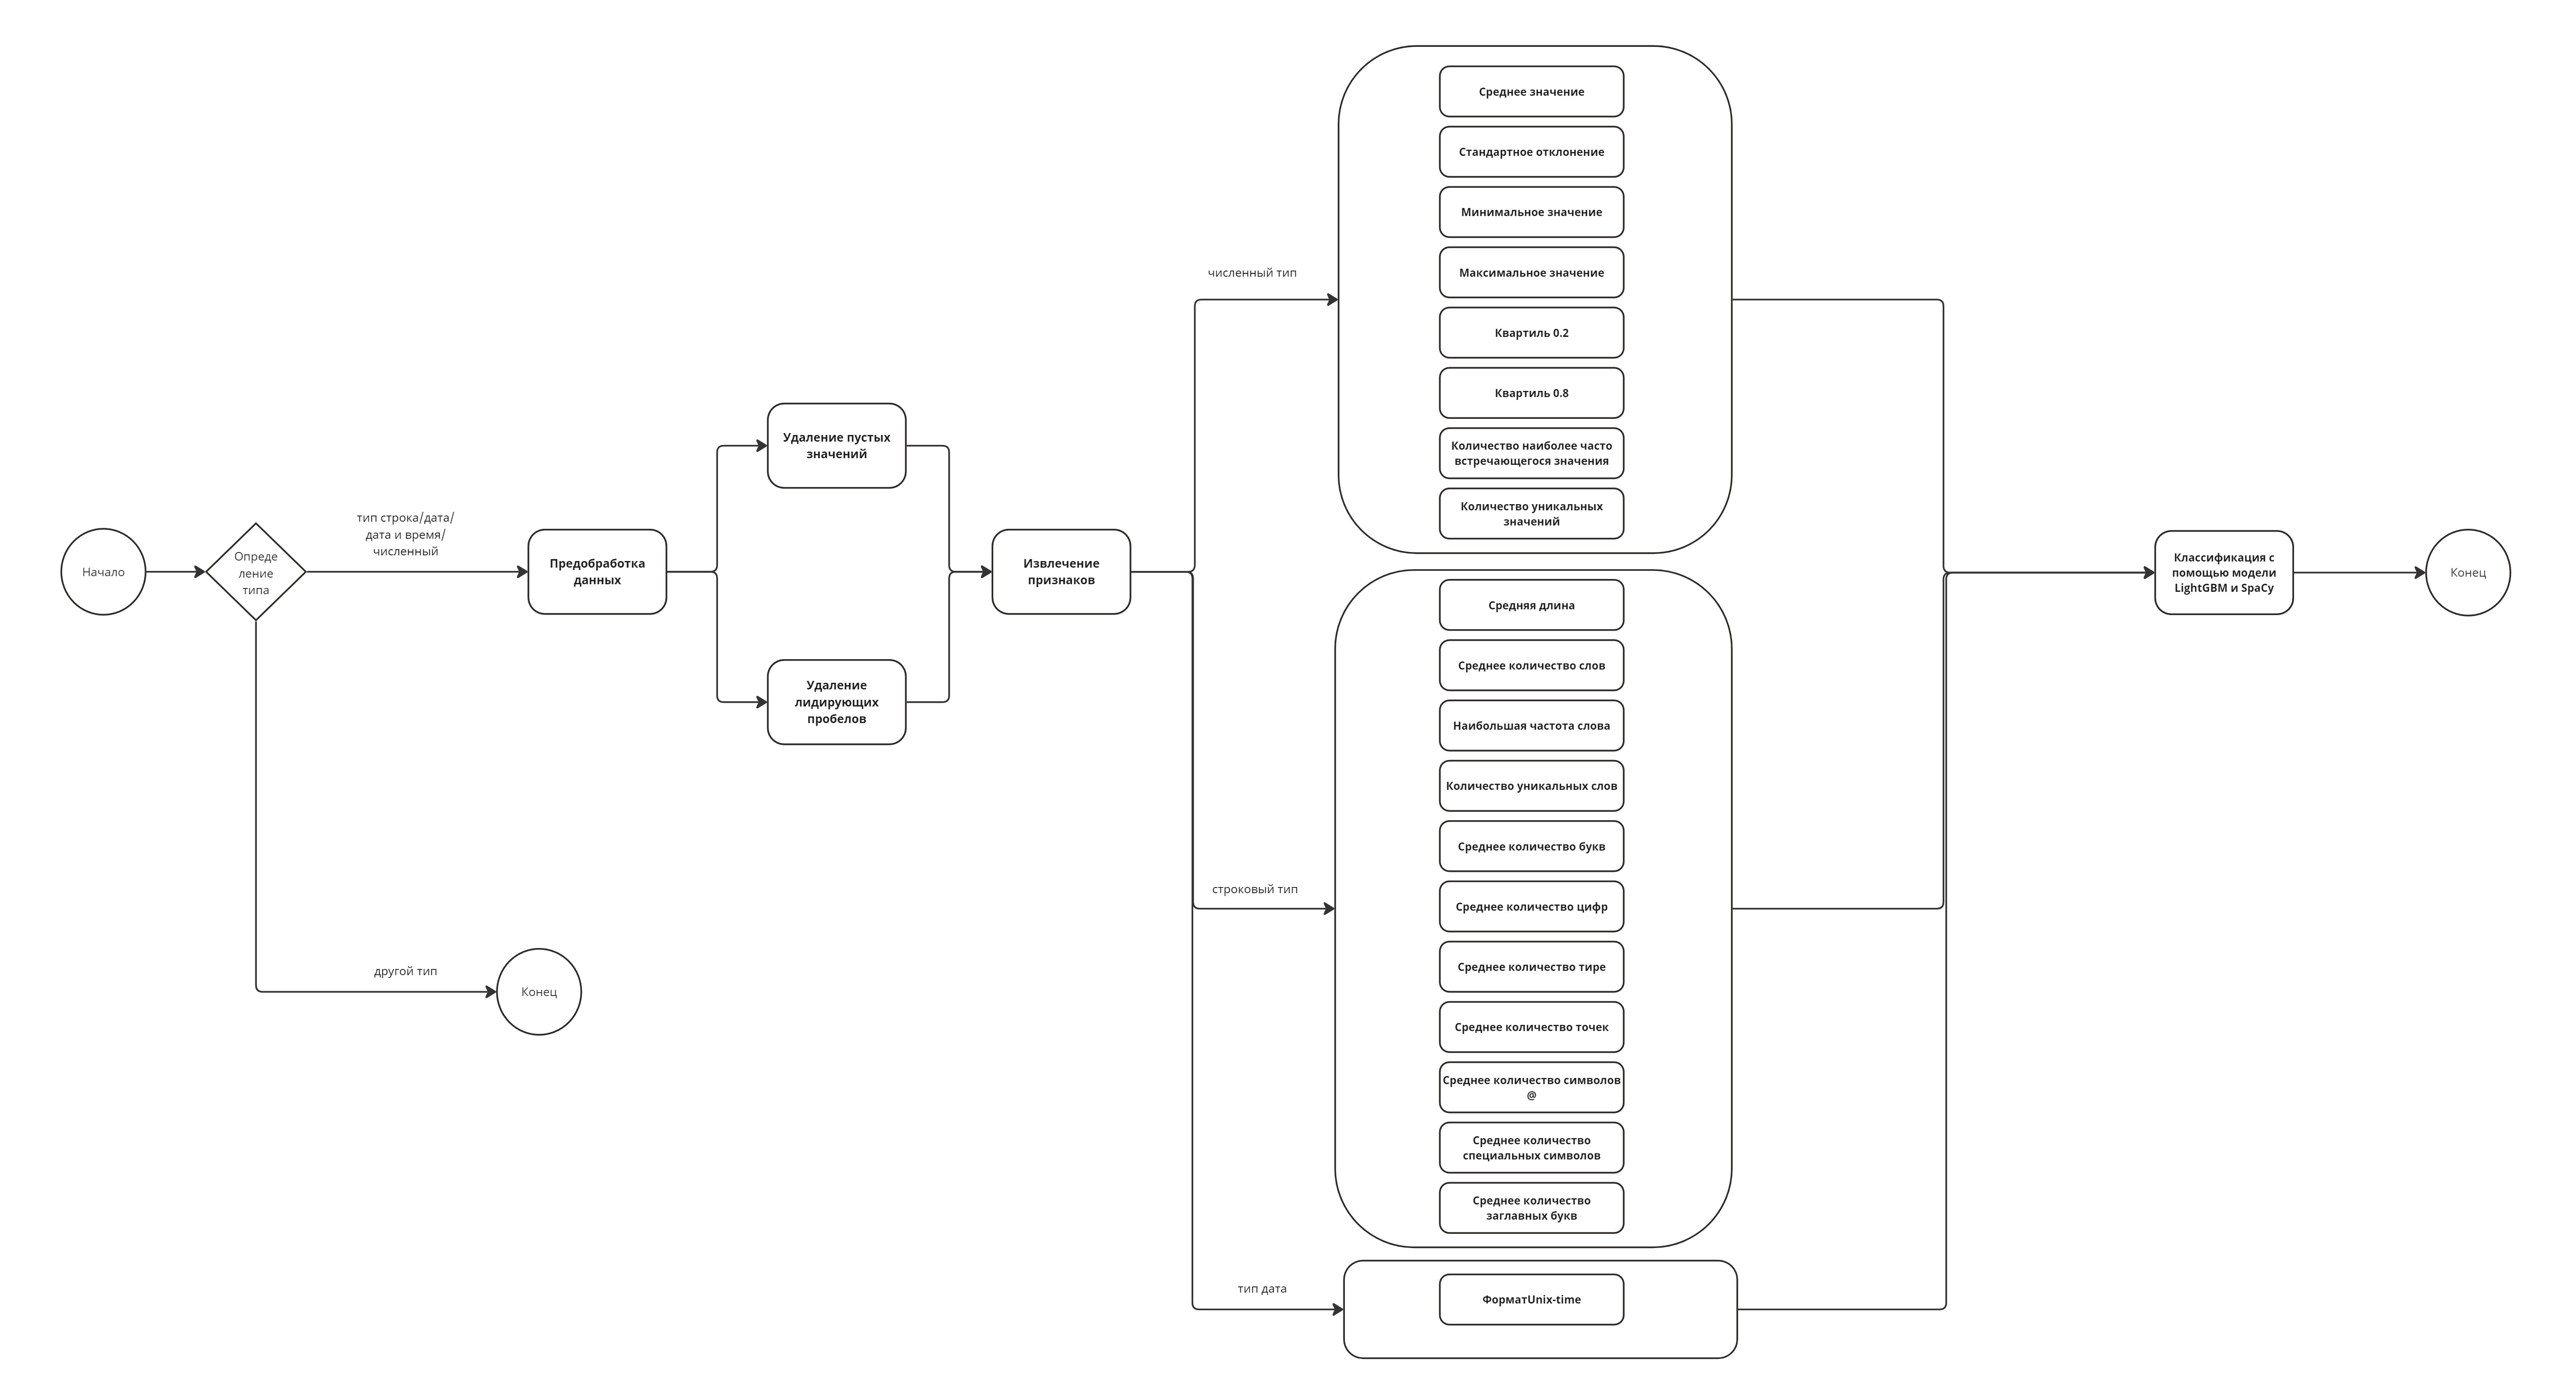 Начало
Опреде
ление
типа
тип строка/дата/
дата и время/
численный
другой тип
Конец
Предобработка
данных
Удаление пустых
значений
Удаление
лидирующих
пробелов
Извлечение
признаков
численный тип
Среднее значение
Стандартное отклонение
Минимальное значение
Максимальное значение
Квартиль 0.2
Квартиль 0.8
Количество наиболее часто
встречающегося значения
Количество уникальных
значений
строковый тип
Средняя длина
Среднее количество слов
Наибольшая частота слова
Количество уникальных слов
Среднее количество букв
Среднее количество цифр
Среднее количество тире
Среднее количество точек
Среднее количество символов
@
Среднее количество
специальных символов
Среднее количество
заглавных букв
тип дата
ФорматUnix-time
Классификация с
помощью модели
LightGBM и SpaCy
Конец